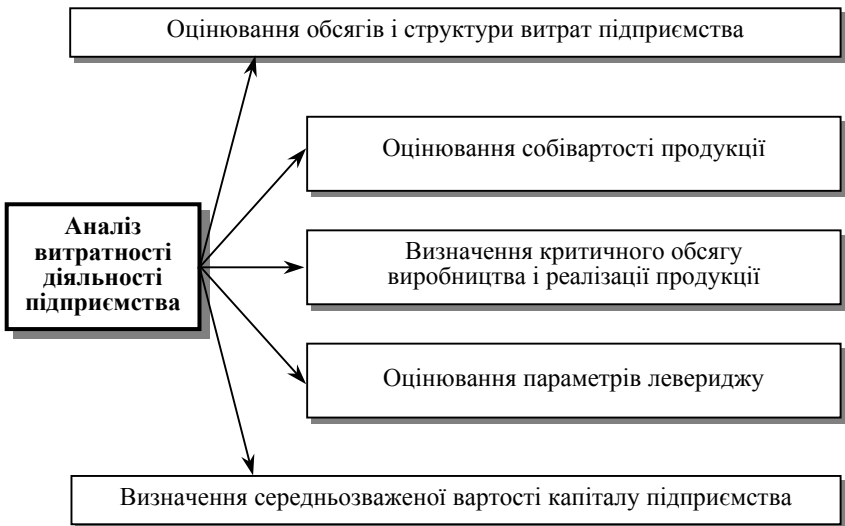 Оцінювання обсягів і структури витрат підприємства
Оцінювання собівартості продукції
Аналіз
витратності
діяльності
підприємства
Визначення критичного обсягу
виробництва і реалізації продукції
Оцінювання параметрів левериджу
Визначення середньозваженої вартості капіталу підприємства